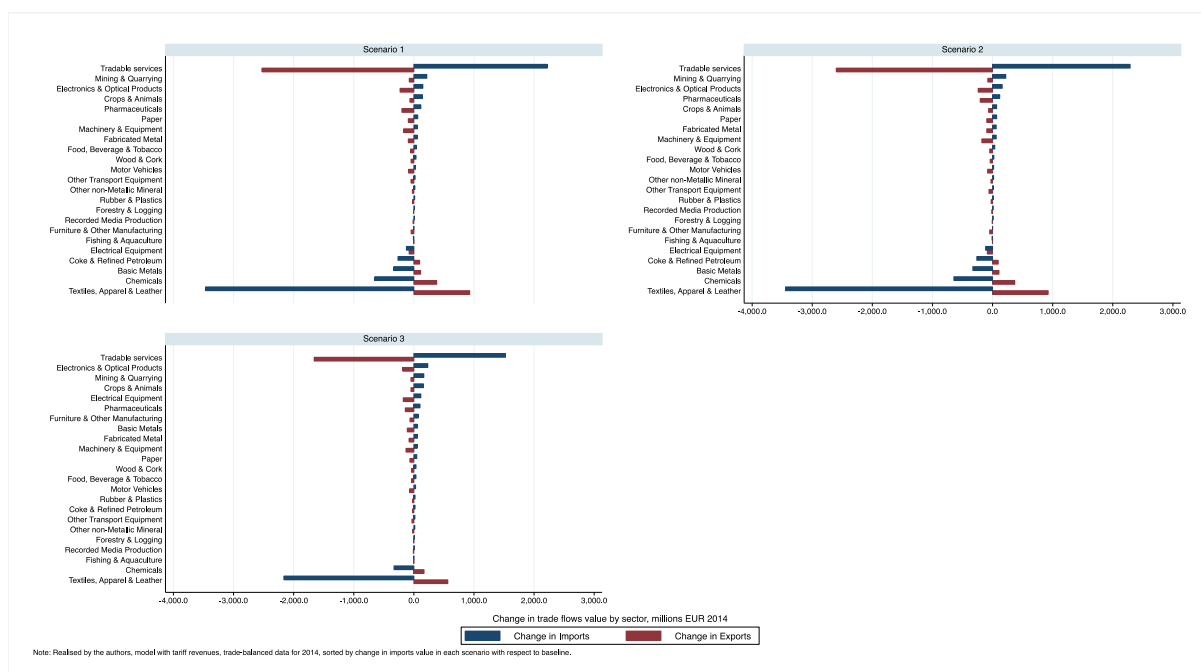 Scenario 1
Tradable services
Mining & Quarrying
Electronics & Optical Products
Crops & Animals
Pharmaceuticals
Paper
Machinery & Equipment
Fabricated Metal
Food, Beverage & Tobacco
Wood & Cork
Motor Vehicles
Other Transport Equipment
Other non-Metallic Mineral
Rubber & Plastics
Forestry & Logging
Recorded Media Production
Furniture & Other Manufacturing
Fishing & Aquaculture
Electrical Equipment
Coke & Refined Petroleum
Basic Metals
Chemicals
Textiles, Apparel & Leather
Scenario 2
Tradable services
Mining & Quarrying
Electronics & Optical Products
Pharmaceuticals
Crops & Animals
Paper
Fabricated Metal
Machinery & Equipment
Wood & Cork
Food, Beverage & Tobacco
Motor Vehicles
Other non-Metallic Mineral
Other Transport Equipment
Rubber & Plastics
Recorded Media Production
Forestry & Logging
Furniture & Other Manufacturing
Fishing & Aquaculture
Electrical Equipment
Coke & Refined Petroleum
Basic Metals
Chemicals
Textiles, Apparel & Leather
-4,000.0 -3,000.0 -2,000.0 -1,000.0 0.0 1,000.0 2,000.0 3,000.0
Scenario 3
Tradable services
Electronics & Optical Products
Mining & Quarrying
Crops & Animals
Electrical Equipment
Pharmaceuticals
Furniture & Other Manufacturing
Basic Metals
Fabricated Metal
Machinery & Equipment
Paper
Wood & Cork
Food, Beverage & Tobacco
Motor Vehicles
Rubber & Plastics
Coke & Refined Petroleum
Other Transport Equipment
Other non-Metallic Mineral
Forestry & Logging
Recorded Media Production
Fishing & Aquaculture
Chemicals
Textiles, Apparel & Leather
-4,000.0 -3,000.0 -2,000.0 -1,000.0 0.0 1,000.0 2,000.0 3,000.0
Change in trade flows value by sector, millions EUR 2014
Change in Imports Change in Exports
Note: Realised by the authors, model with tariff revenues, trade-balanced data for 2014, sorted by change in imports value in each scenario with respect to baseline.